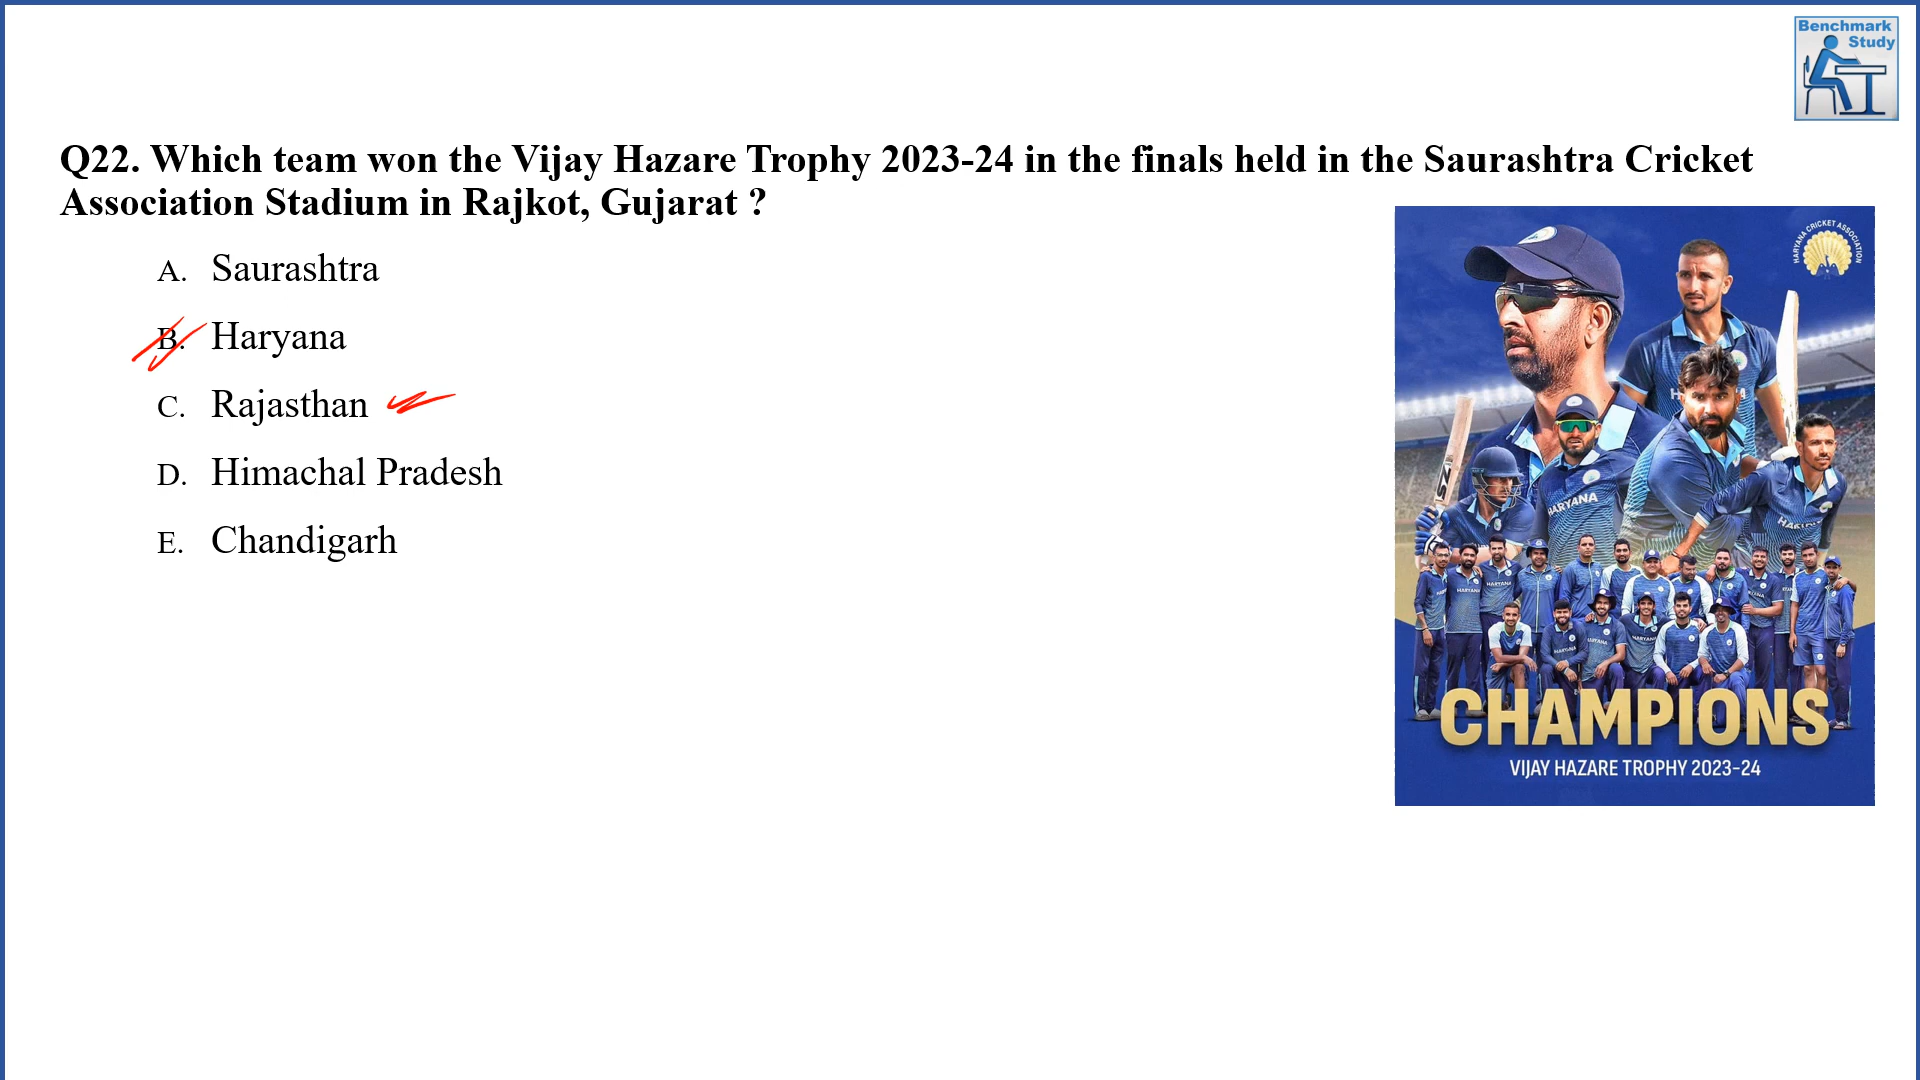 Benchmark
Study
Q22. Which team won the Vijay Hazare Trophy 2023-24 in the finals held in the Saurashtra Cricket
Association Stadium in Rajkot, Gujarat ?
A. Saurashtra
B. Haryana
C. Rajasthan
D. Himachal Pradesh
E. Chandigarh
HARYANA CRICKET ASSOCIATION
HARYANA
CHAMPIONS
VIJAY HAZARE TROPHY 2023-24